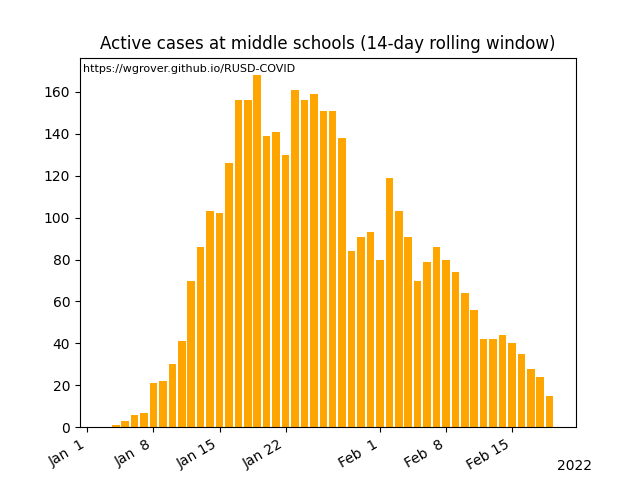 Active cases at middle schools (14-day rolling window)
https://wgrover.github.io/RUSD-COVID
160
140
120
100
80
60
40
20
0
Jan 1
Jan 8
Jan 15
Jan 22
Feb 1
Feb 8
Feb 15
2022